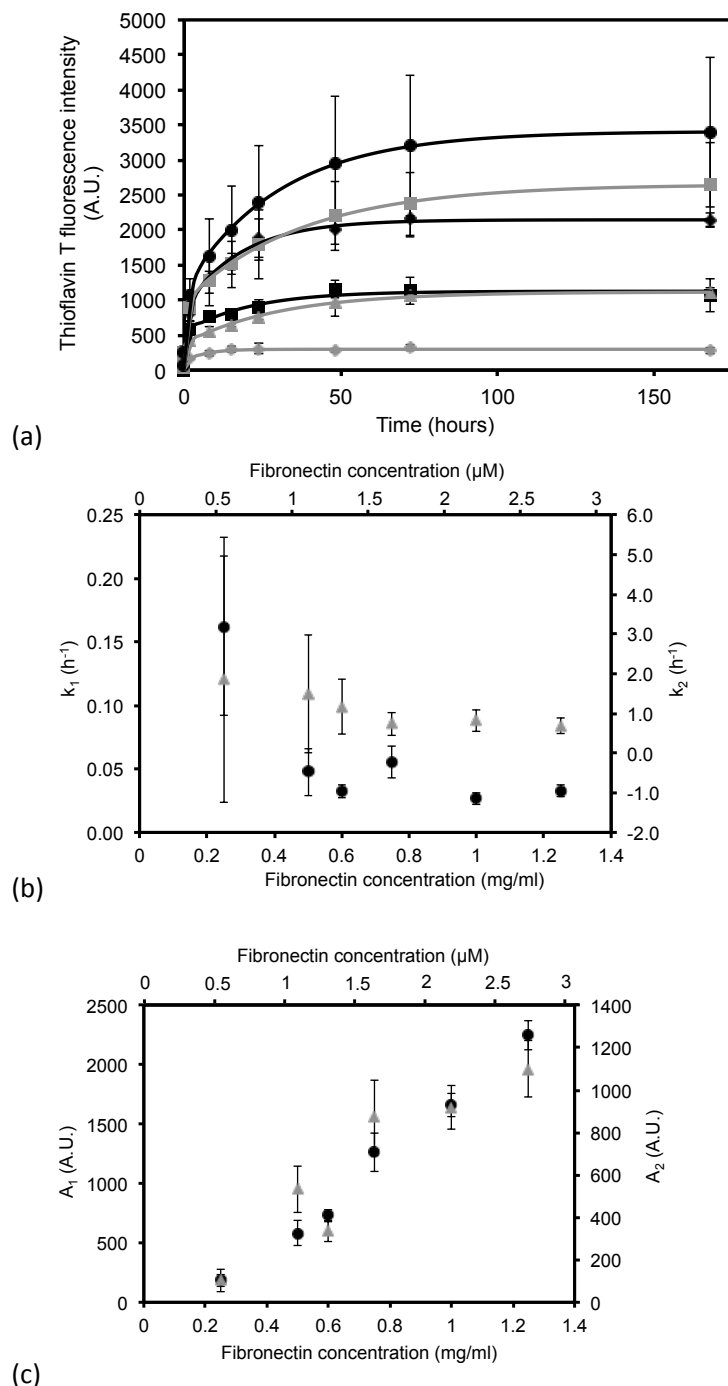 5000
4500
4000
3500
3000
2500
2000
1500
1000
500
0
Thioflavin T fluorescence intensity
(A.U.)
0 50 100 150
Time (hours)
(a)
Fibronectin concentration (µM)
0 0.5 1 1.5 2 2.5 3
0.25
0.20
0.15
0.10
0.05
0.00
k₁ (h⁻¹)
6.0
5.0
4.0
3.0
2.0
1.0
0.0
-1.0
-2.0
k₂ (h⁻¹)
0 0.2 0.4 0.6 0.8 1 1.2 1.4
Fibronectin concentration (mg/ml)
(b)
Fibronectin concentration (µM)
0 0.5 1 1.5 2 2.5 3
2500
2000
1500
1000
500
0
A₁ (A.U.)
1400
1200
1000
800
600
400
200
0
A₂ (A.U.)
0 0.2 0.4 0.6 0.8 1 1.2 1.4
Fibronectin concentration (mg/ml)
(c)